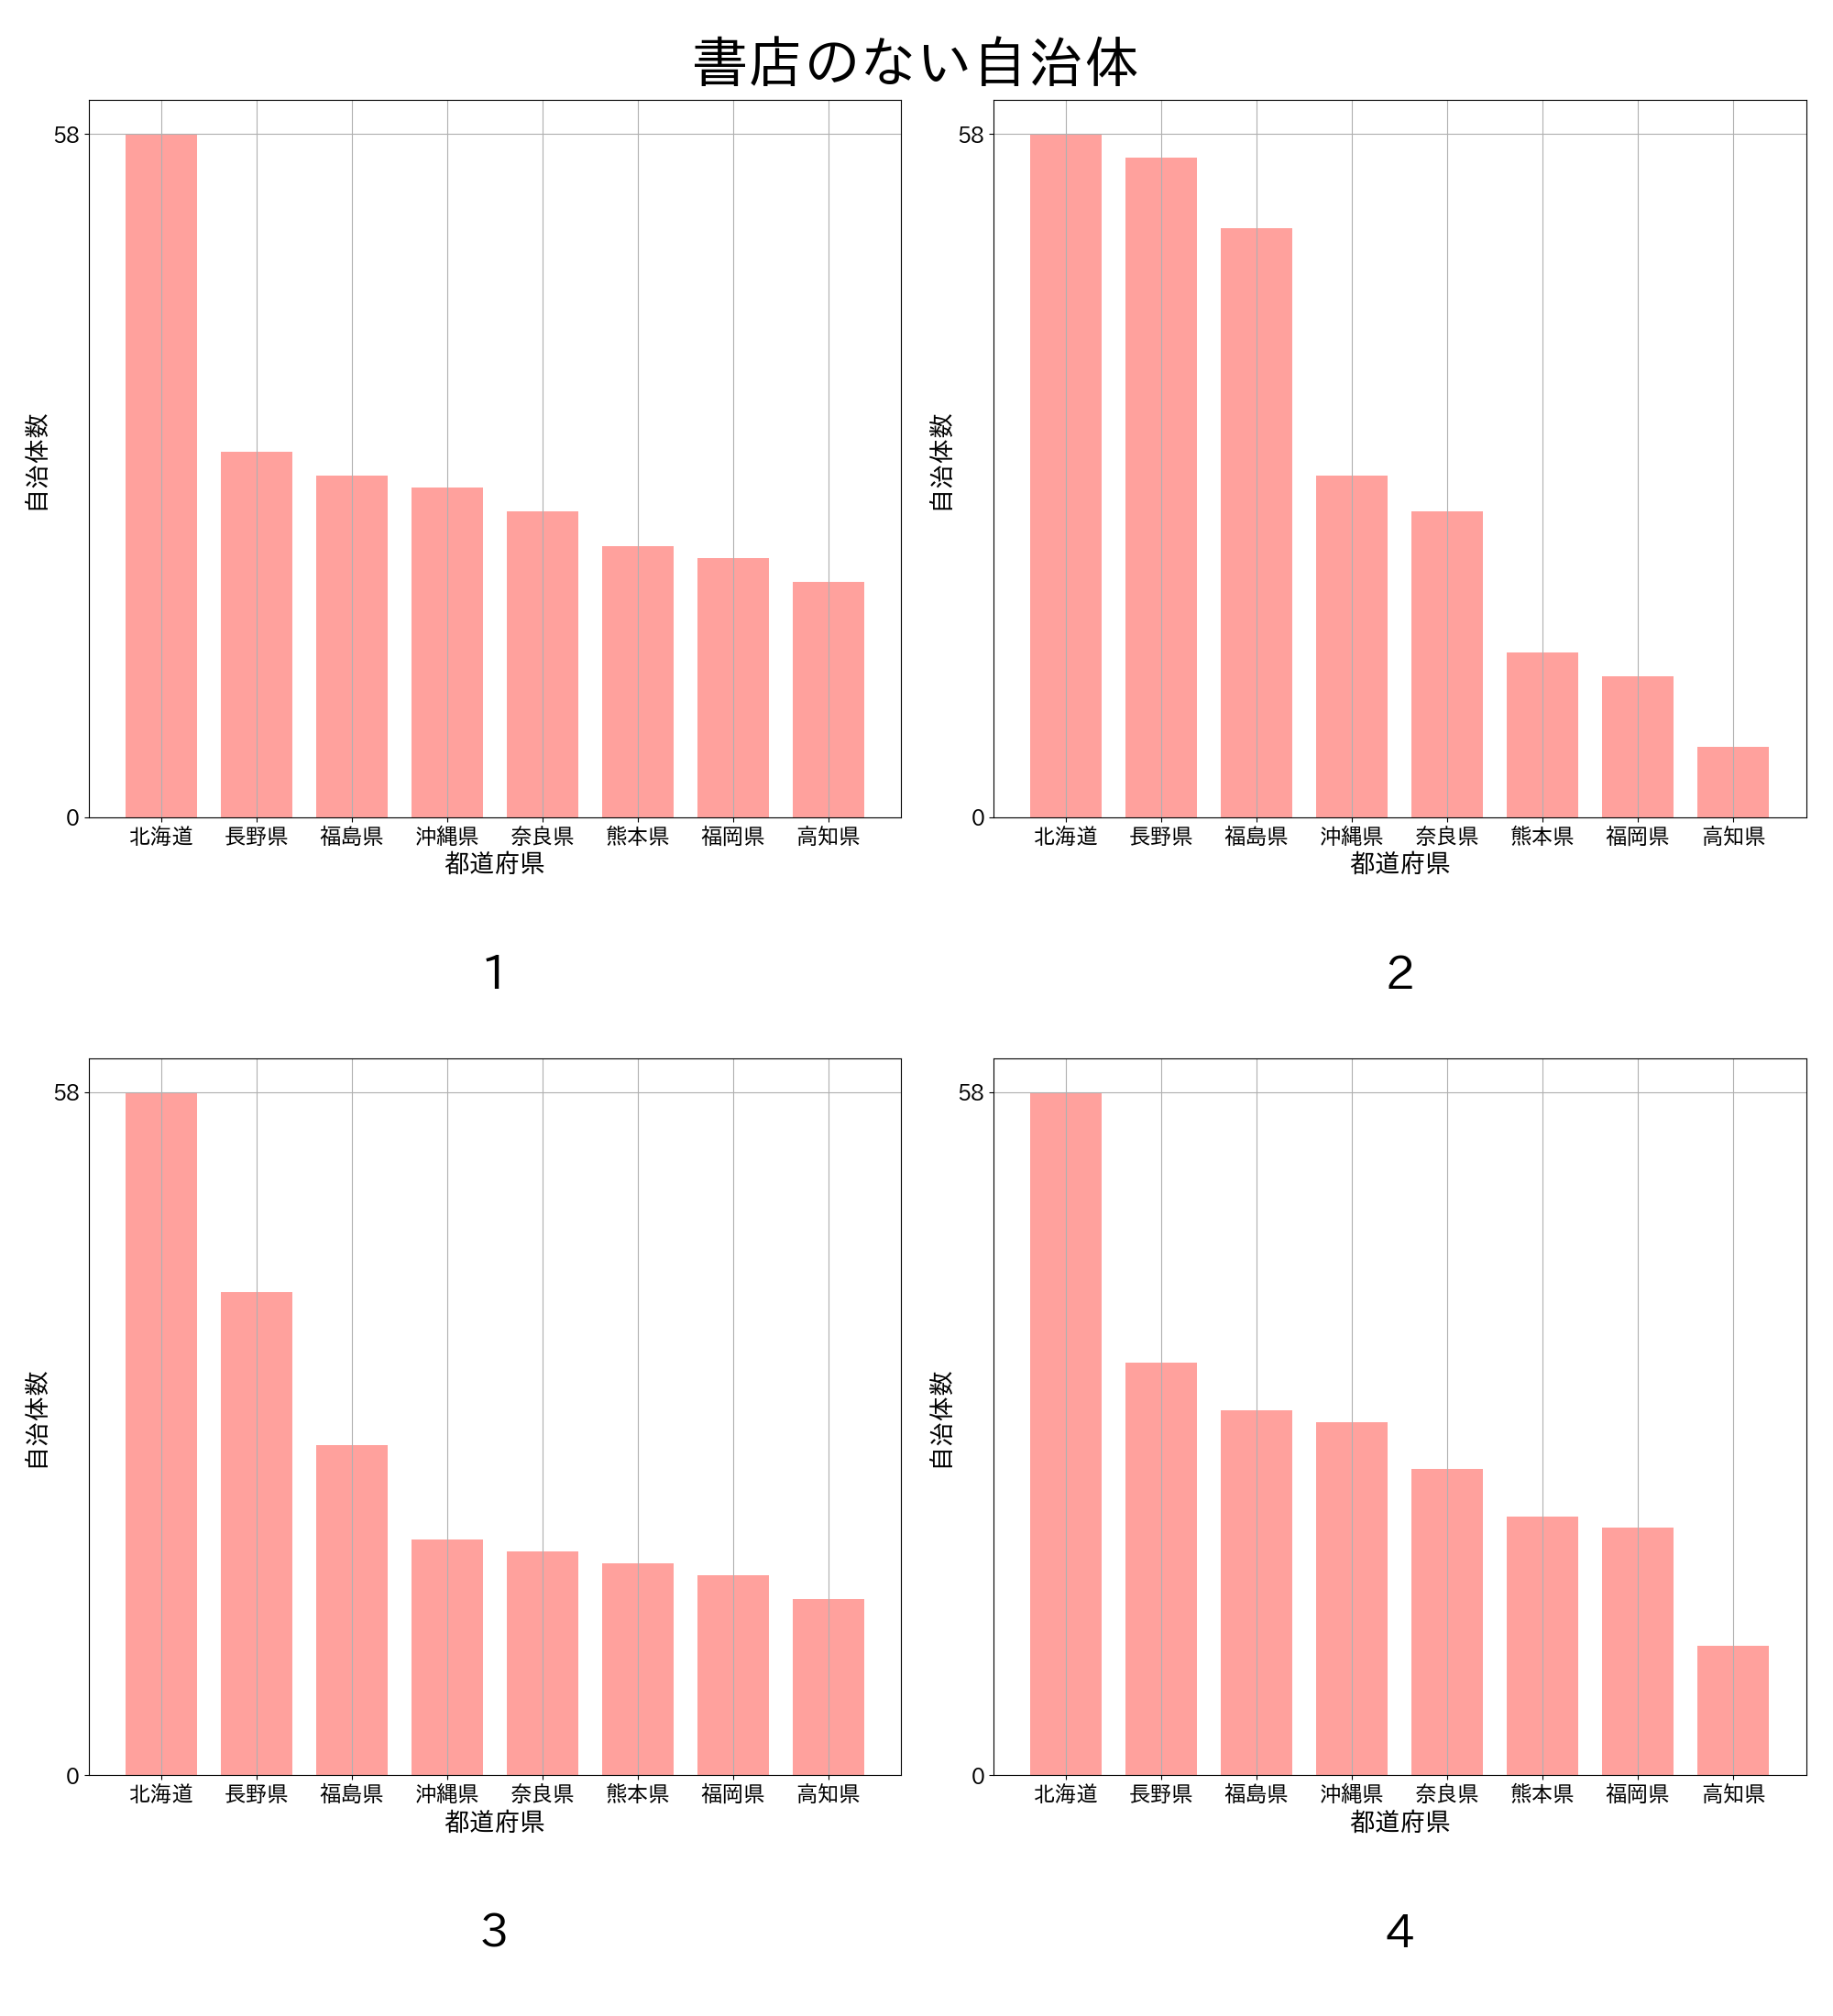 書店のない自治体
58
0
自治体数
北海道 長野県 福島県 沖縄県 奈良県 熊本県 福岡県 高知県
都道府県
1
58
0
自治体数
北海道 長野県 福島県 沖縄県 奈良県 熊本県 福岡県 高知県
都道府県
2
58
0
自治体数
北海道 長野県 福島県 沖縄県 奈良県 熊本県 福岡県 高知県
都道府県
3
58
0
自治体数
北海道 長野県 福島県 沖縄県 奈良県 熊本県 福岡県 高知県
都道府県
4